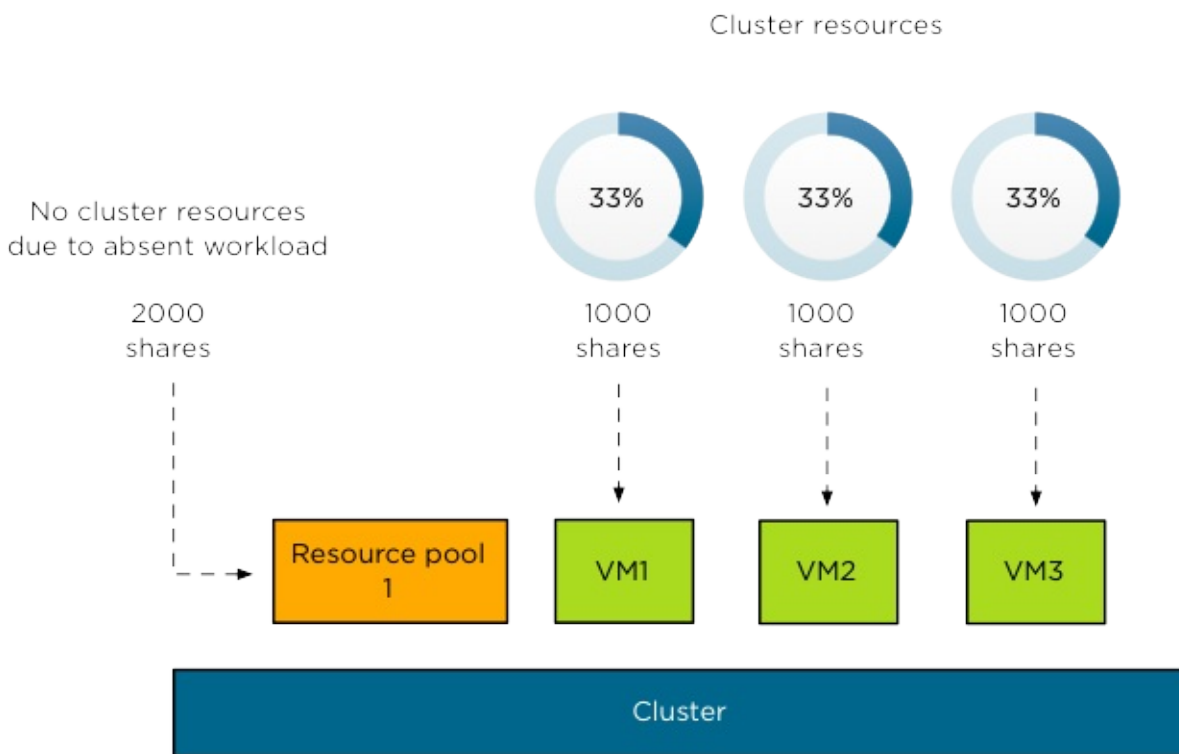 Cluster resources
No cluster resources
due to absent workload
2000
shares
33%
1000
shares
33%
1000
shares
33%
1000
shares
Resource pool
1
VM1
VM2
VM3
Cluster